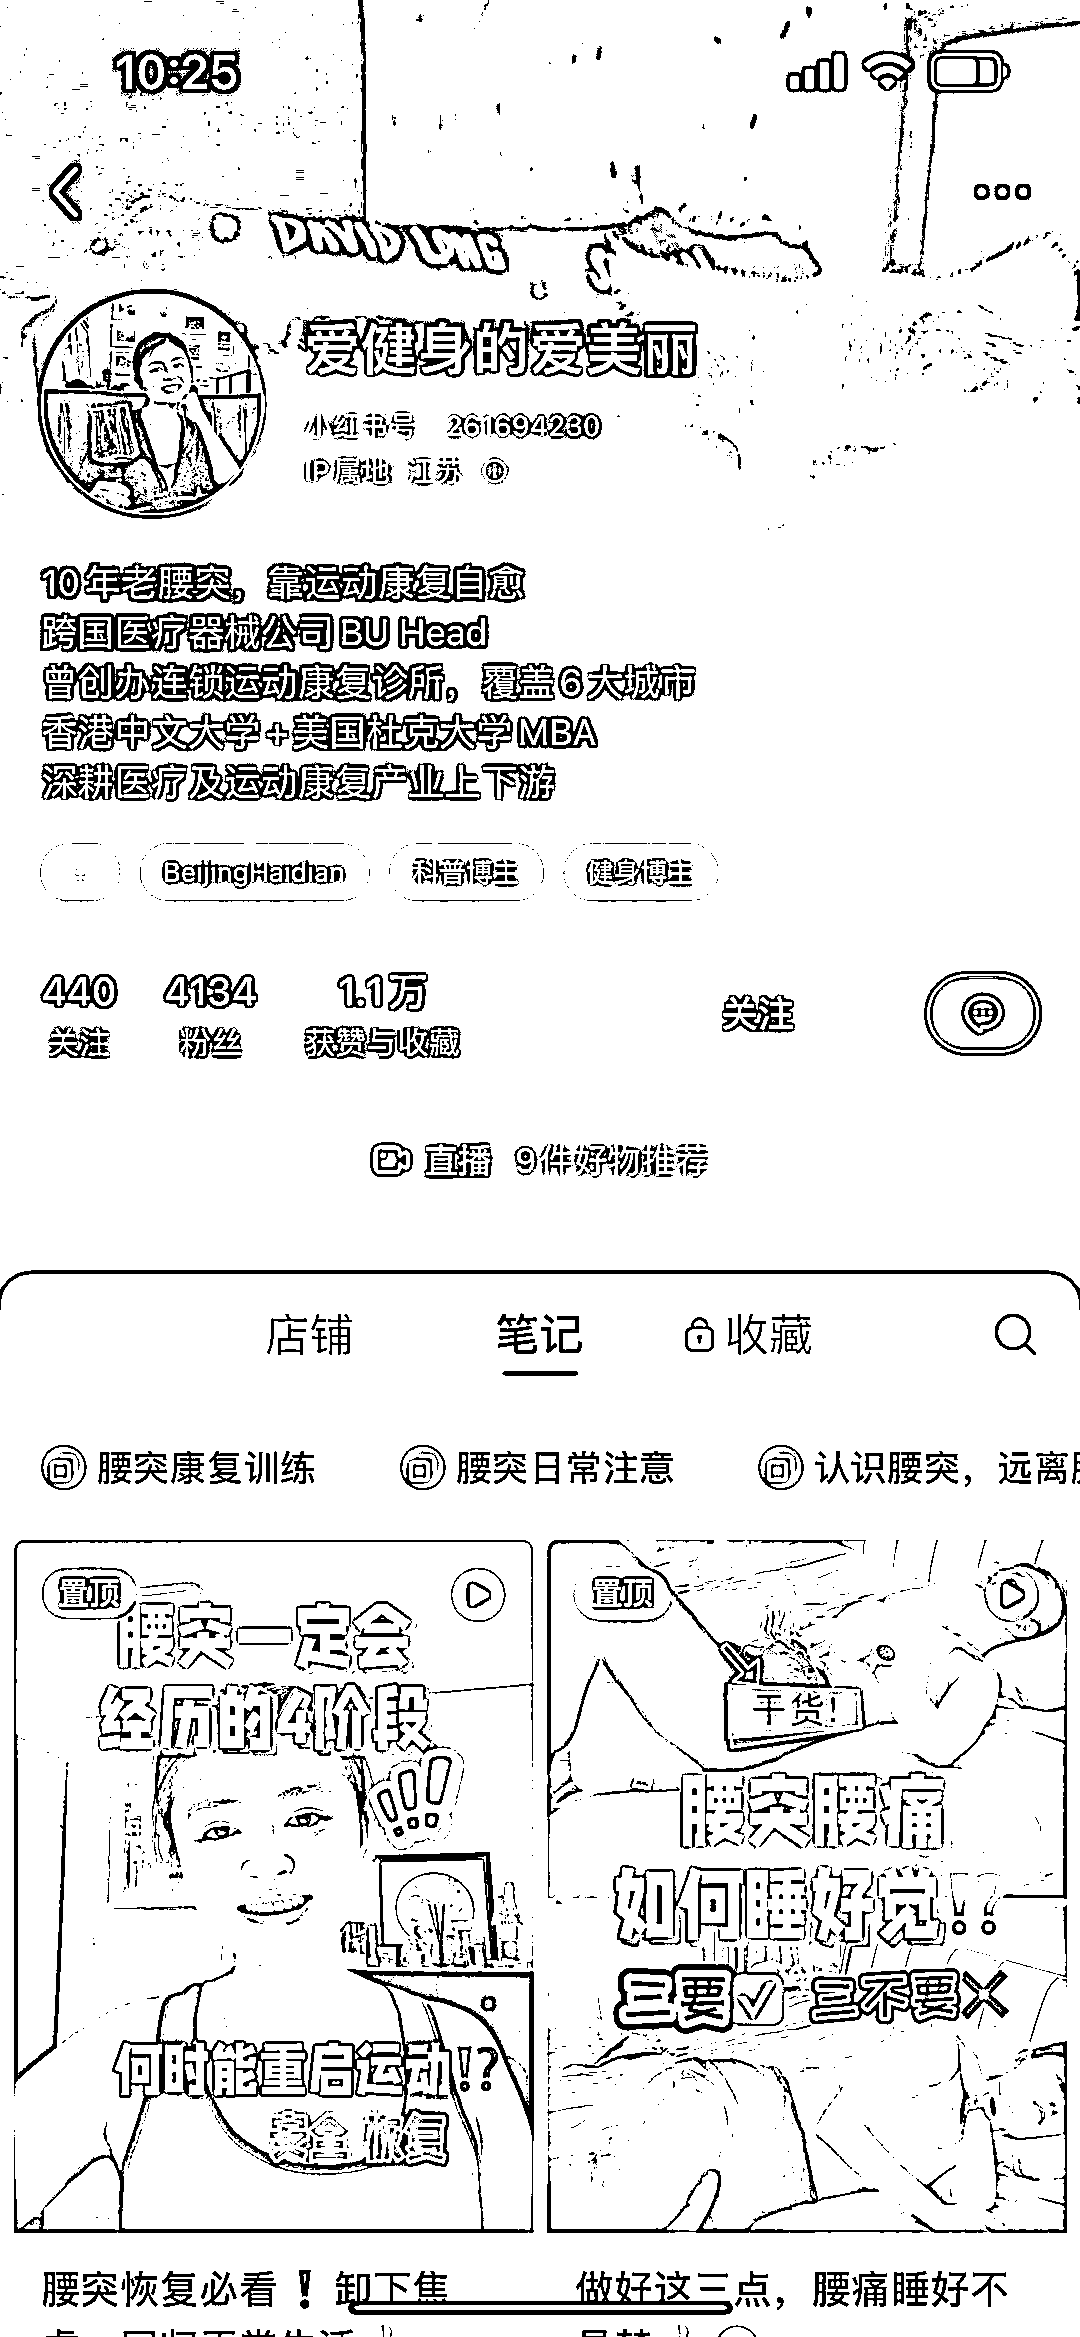 10:25
DAVID LONG
爱健身的爱美丽
小红书号 261694230
IP属地 江苏
10年老腰突，靠运动康复自愈
跨国医疗器械公司BU Head
曾创办连锁运动康复诊所，覆盖6大城市
香港中文大学+美国杜克大学MBA
深耕医疗及运动康复产业上下游
BeijingHaidian 科普博主 健身博主
440 4134 1.1万
关注 粉丝 获赞与收藏
关注
直播 9件好物推荐
店铺 笔记 收藏
腰突康复训练 腰突日常注意 认识腰突，远离
置顶
腰突一定会
经历的4阶段
!!!
何时能重启运动!?
安全 恢复
置顶
干货!
腰突腰痛
如何睡好觉!!
三要 三不要
腰突恢复必看❗卸下焦
做好这三点，腰痛睡好不